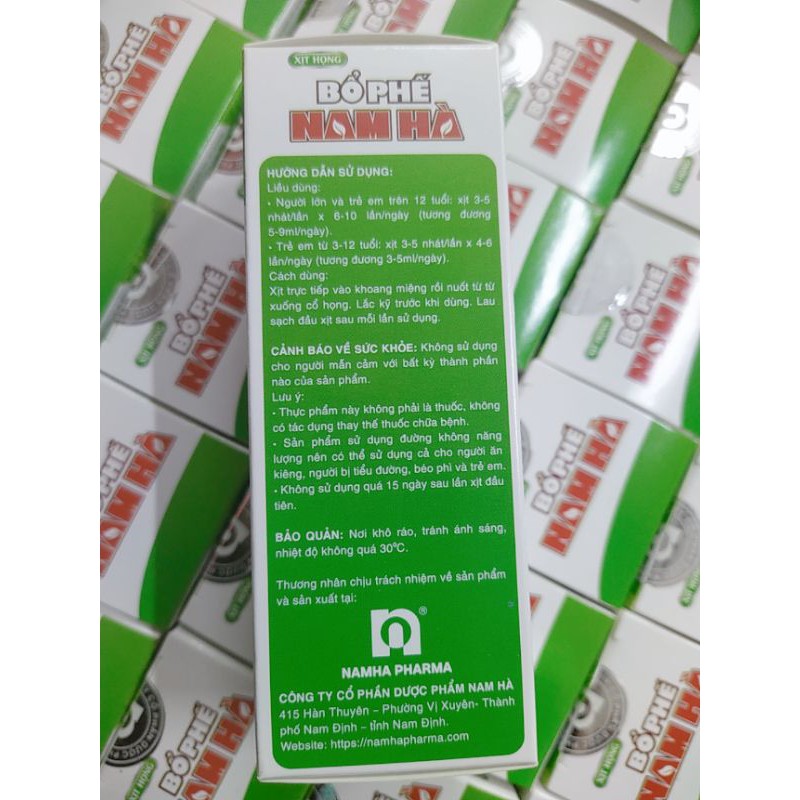 XỊT HỌNG
BỔ PHẾ
NAM HÀ
HƯỚNG DẪN SỬ DỤNG:
Liều dùng:
• Người lớn và trẻ em trên 12 tuổi: xịt 3-5
nhát/lần x 6-10 lần/ngày (tương đương
5-9ml/ngày).
• Trẻ em từ 3-12 tuổi: xịt 3-5 nhát/lần x 4-6
lần/ngày (tương đương 3-5ml/ngày).
Cách dùng:
Xịt trực tiếp vào khoang miệng rồi nuốt từ từ
xuống cổ họng. Lắc kỹ trước khi dùng. Lau
sạch đầu xịt sau mỗi lần sử dụng.
CẢNH BÁO VỀ SỨC KHỎE: Không sử dụng
cho người mẫn cảm với bất kỳ thành phần
nào của sản phẩm.
Lưu ý:
• Thực phẩm này không phải là thuốc, không
có tác dụng thay thế thuốc chữa bệnh.
• Sản phẩm sử dụng đường không năng
lượng nên có thể sử dụng cả cho người ăn
kiêng, người bị tiểu đường, béo phì và trẻ em.
• Không sử dụng quá 15 ngày sau lần xịt đầu
tiên.
BẢO QUẢN: Nơi khô ráo, tránh ánh sáng,
nhiệt độ không quá 30°C.
Thương nhân chịu trách nhiệm về sản phẩm
và sản xuất tại:
®
NAMHA PHARMA
CÔNG TY CỔ PHẦN DƯỢC PHẨM NAM HÀ
415 Hàn Thuyên – Phường Vị Xuyên- Thành
phố Nam Định – tỉnh Nam Định.
Website: https://namhapharma.com